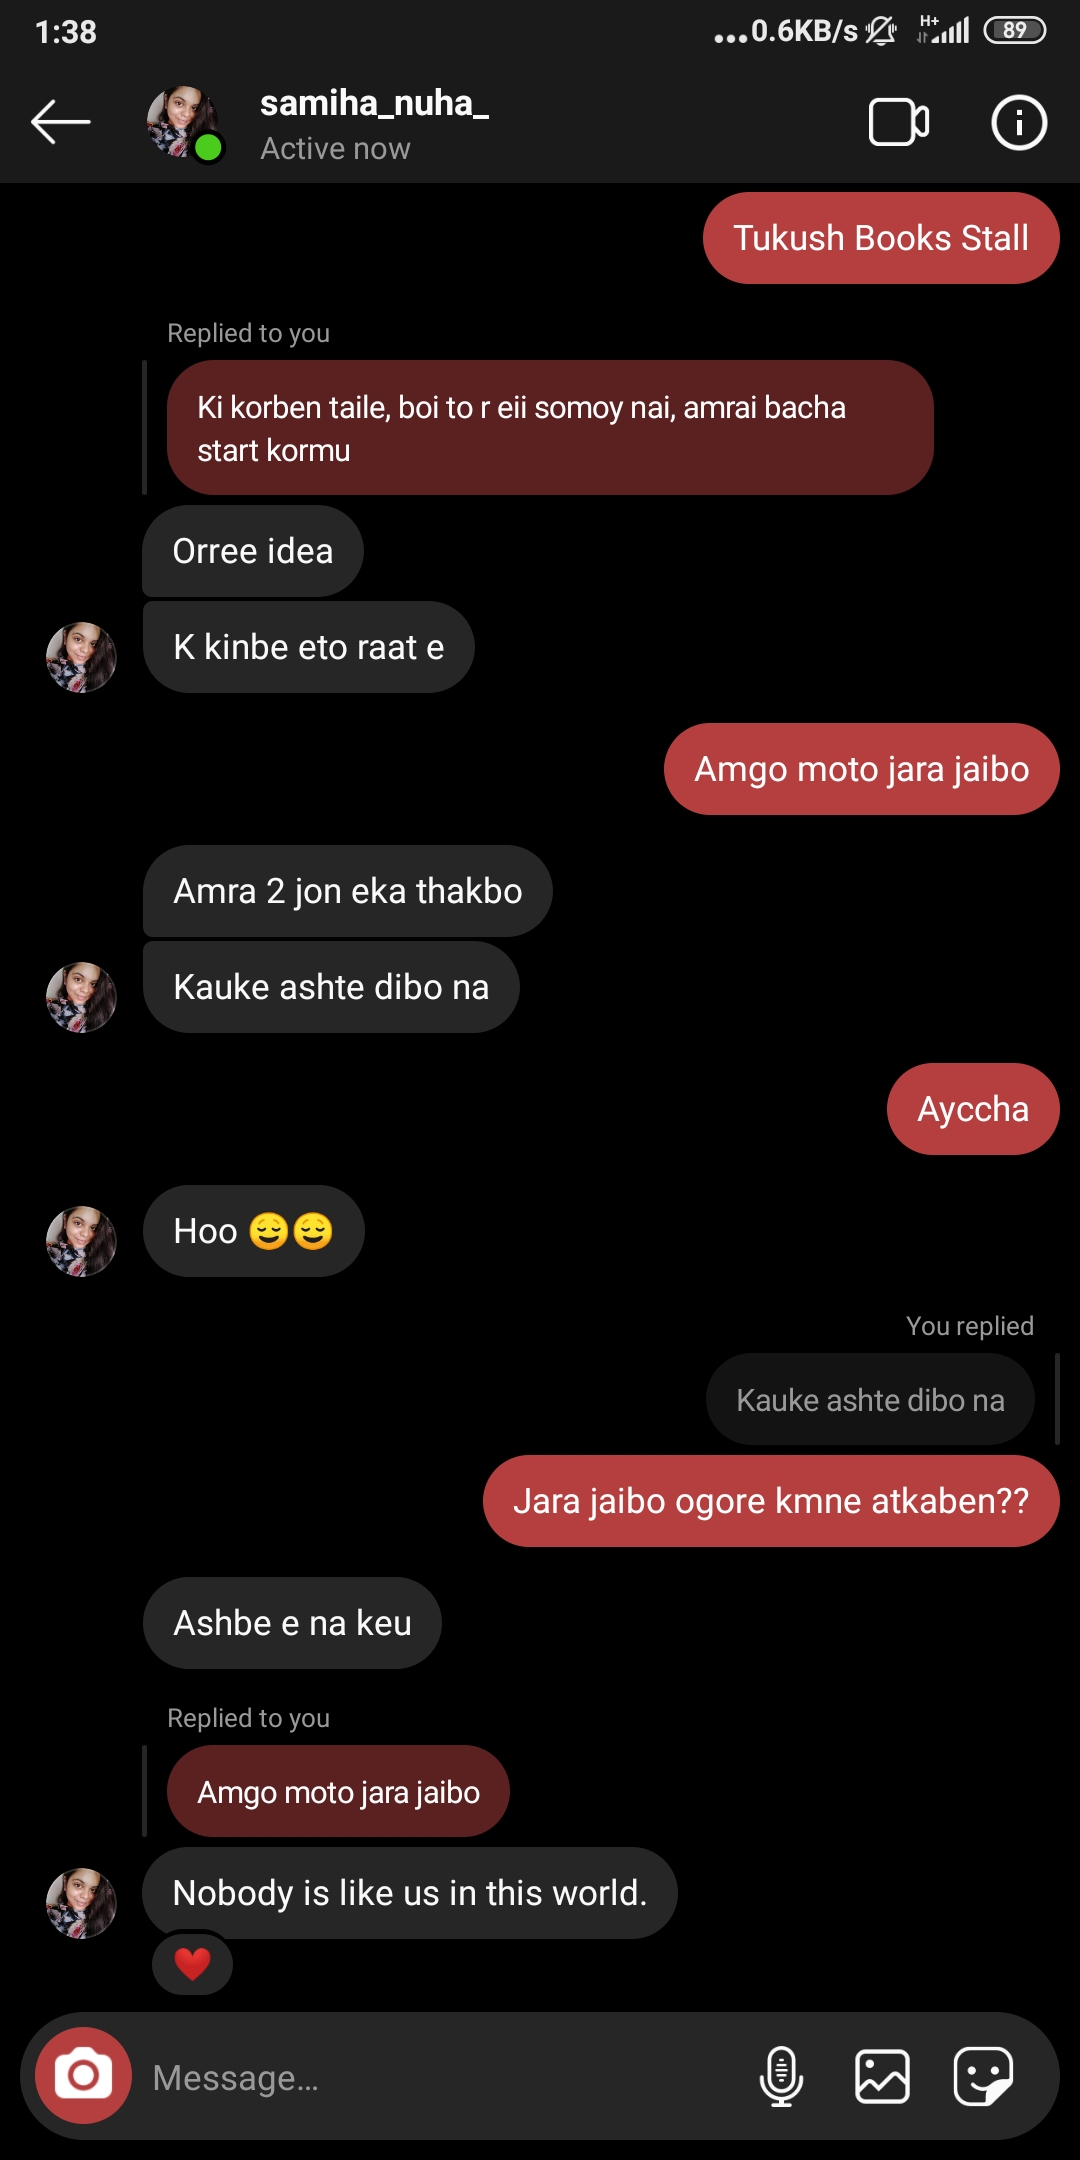 1:38
...0.6KB/s H+ 89
samiha_nuha_
Active now
Tukush Books Stall
Replied to you
Ki korben taile, boi to r eii somoy nai, amrai bacha
start kormu
Orree idea
K kinbe eto raat e
Amgo moto jara jaibo
Amra 2 jon eka thakbo
Kauke ashte dibo na
Ayccha
Hoo 😌😌
You replied
Kauke ashte dibo na
Jara jaibo ogore kmne atkaben??
Ashbe e na keu
Replied to you
Amgo moto jara jaibo
Nobody is like us in this world.
❤️
Message...